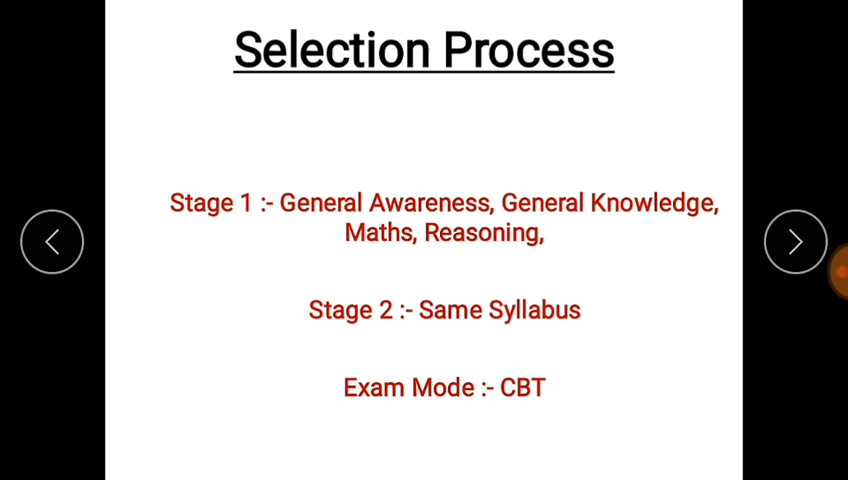 Selection Process
Stage 1 :- General Awareness, General Knowledge,
Maths, Reasoning,
Stage 2 :- Same Syllabus
Exam Mode :- CBT